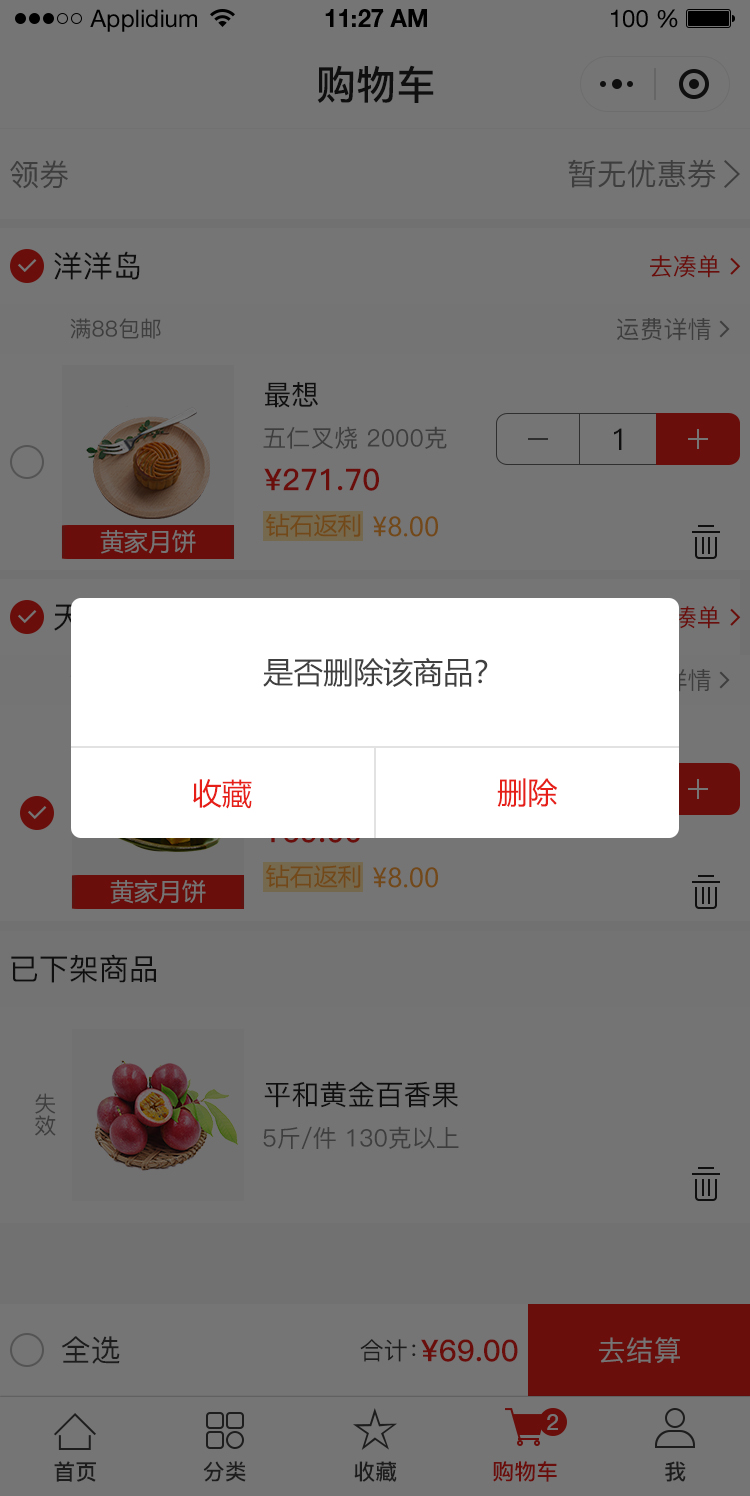 Applidium 11:27 AM 100 %
购物车
领券 暂无优惠券
洋洋岛 去凑单
满88包邮 运费详情
最想
五仁叉烧 2000克
1
¥271.70
钻石返利 ¥8.00
黄家月饼
凑单
是否删除该商品?
详情
收藏 删除
钻石返利 ¥8.00
黄家月饼
已下架商品
失效
平和黄金百香果
5斤/件 130克以上
全选 合计:¥69.00 去结算
2
首页 分类 收藏 购物车 我